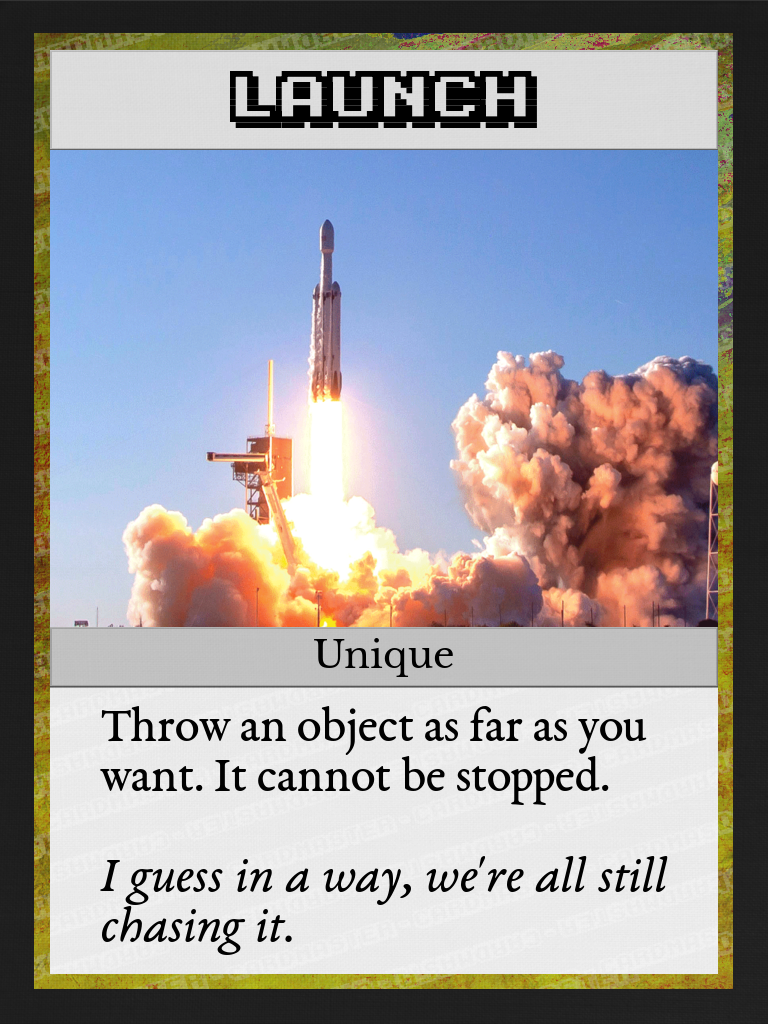 LAUNCH
Unique
Throw an object as far as you
want. It cannot be stopped.
I guess in a way, we're all still
chasing it.